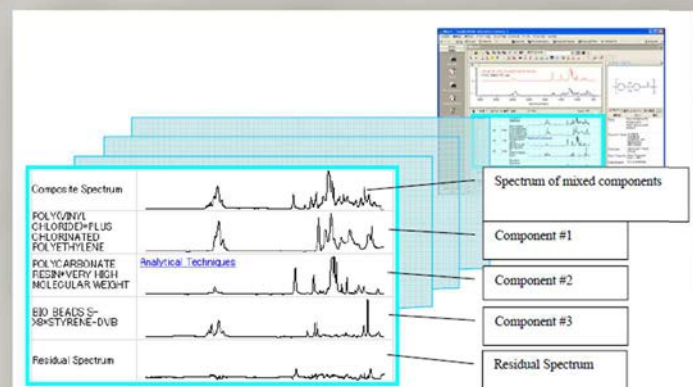 Composite Spectrum
POLY(VINYL
CHLORIDE)*PLUS
CHLORINATED
POLYETHYLENE
POLYCARBONATE
RESIN*VERY HIGH
MOLECULAR WEIGHT
Analytical Techniques
BIO BEADS S-
X8*STYRENE-DVB
Residual Spectrum
Spectrum of mixed components
Component #1
Component #2
Component #3
Residual Spectrum